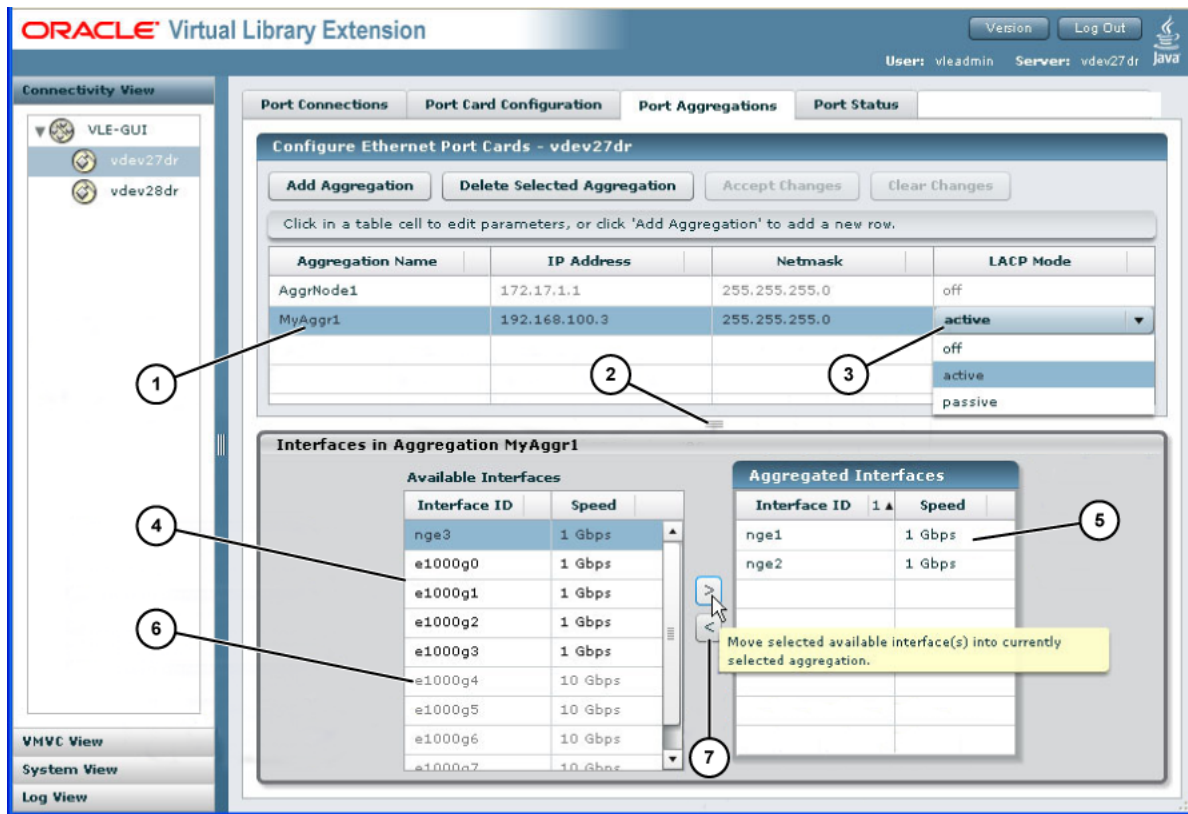 ORACLE Virtual Library Extension
Version Log Out
User: vleadmin Server: vdev27dr Java
Connectivity View
VLE-GUI
vdev27dr
vdev28dr
VMVC View
System View
Log View
Port Connections Port Card Configuration Port Aggregations Port Status
Configure Ethernet Port Cards - vdev27dr
Add Aggregation Delete Selected Aggregation Accept Changes Clear Changes
Click in a table cell to edit parameters, or click 'Add Aggregation' to add a new row.
Aggregation Name IP Address Netmask LACP Mode
AggrNode1 172.17.1.1 255.255.255.0 off
MyAggr1 192.168.100.3 255.255.255.0 active
off
active
passive
1
2
3
Interfaces in Aggregation MyAggr1
Available Interfaces
Interface ID Speed
nge3 1 Gbps
e1000g0 1 Gbps
e1000g1 1 Gbps
e1000g2 1 Gbps
e1000g3 1 Gbps
e1000g4 10 Gbps
e1000g5 10 Gbps
e1000g6 10 Gbps
e1000g7 10 Gbps
>
<
Aggregated Interfaces
Interface ID 1 Speed
nge1 1 Gbps
nge2 1 Gbps
Move selected available interface(s) into currently
selected aggregation.
4
5
6
7